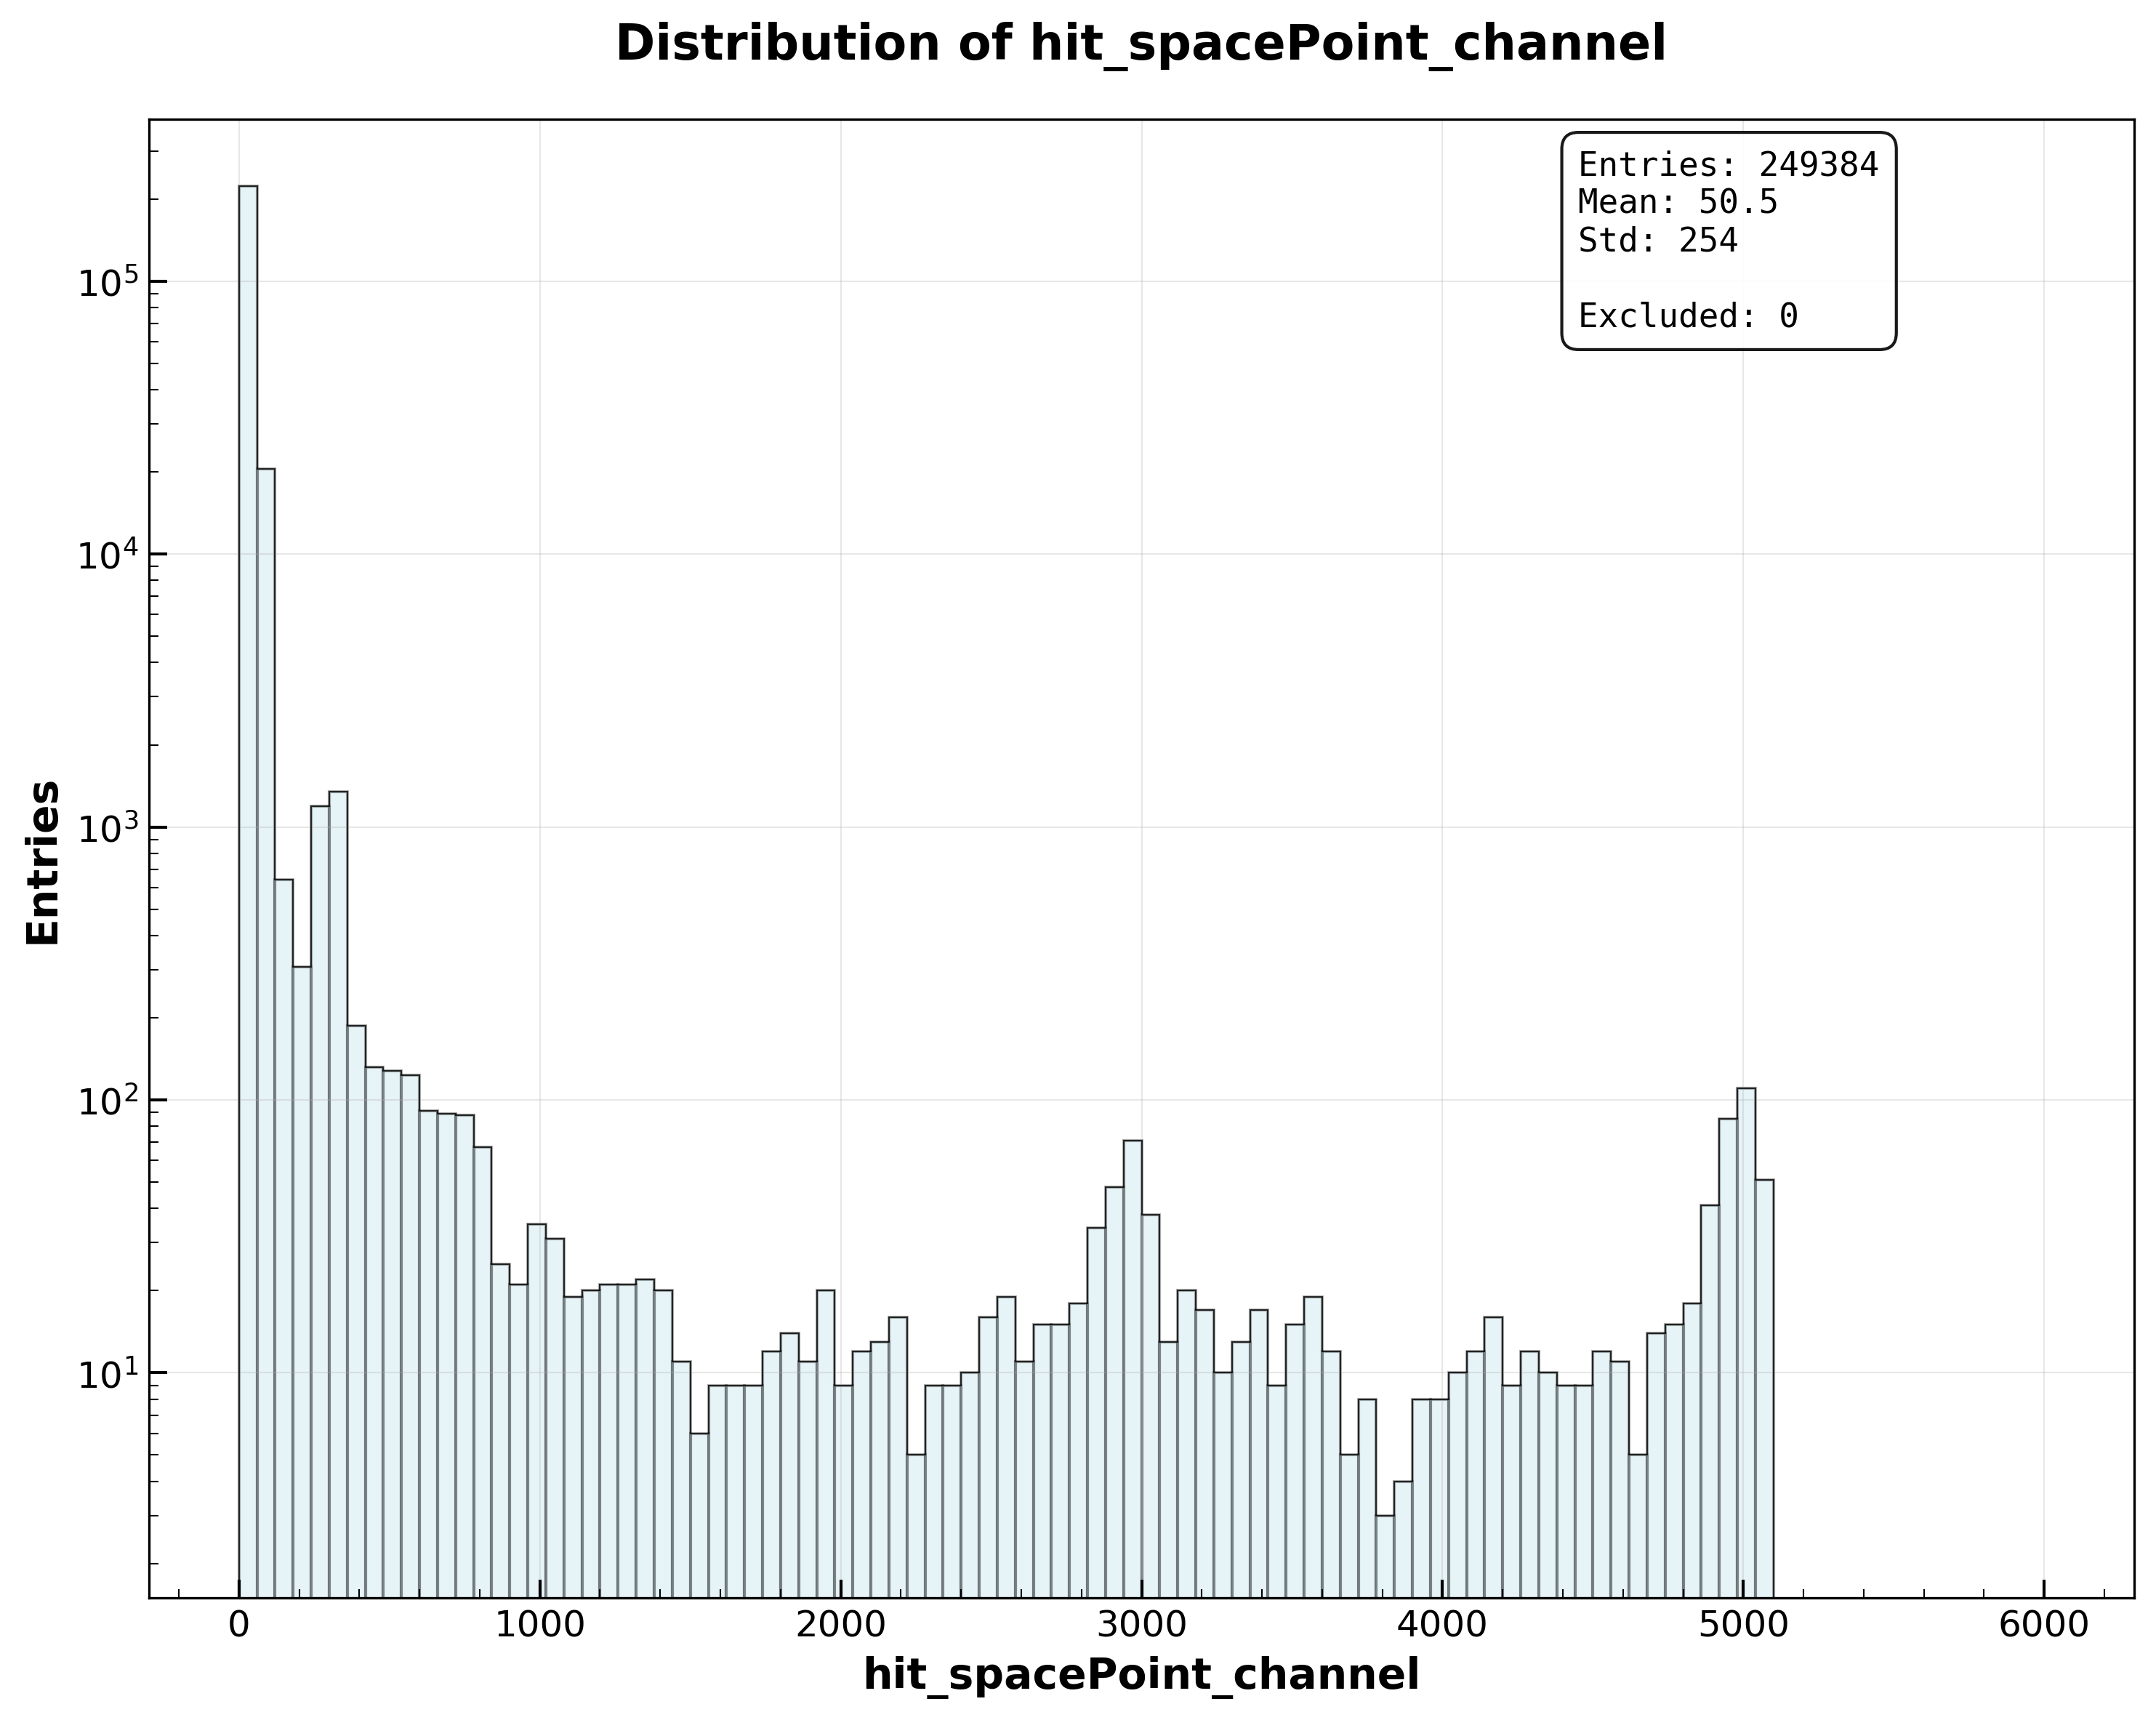 Distribution of hit_spacePoint_channel
Entries: 249384
Mean: 50.5
Std: 254
Excluded: 0
Entries
10^5
10^4
10^3
10^2
10^1
0 1000 2000 3000 4000 5000 6000
hit_spacePoint_channel